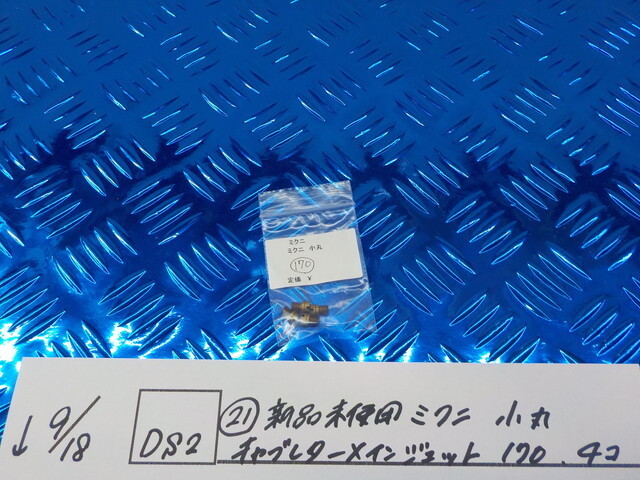 ミクニ
ミクニ 小丸
170
定価 ¥
↓ 9/18 DS2 ㉑ 新品未使用 ミクニ 小丸
キャブレターメインジェット 170 . 4コ